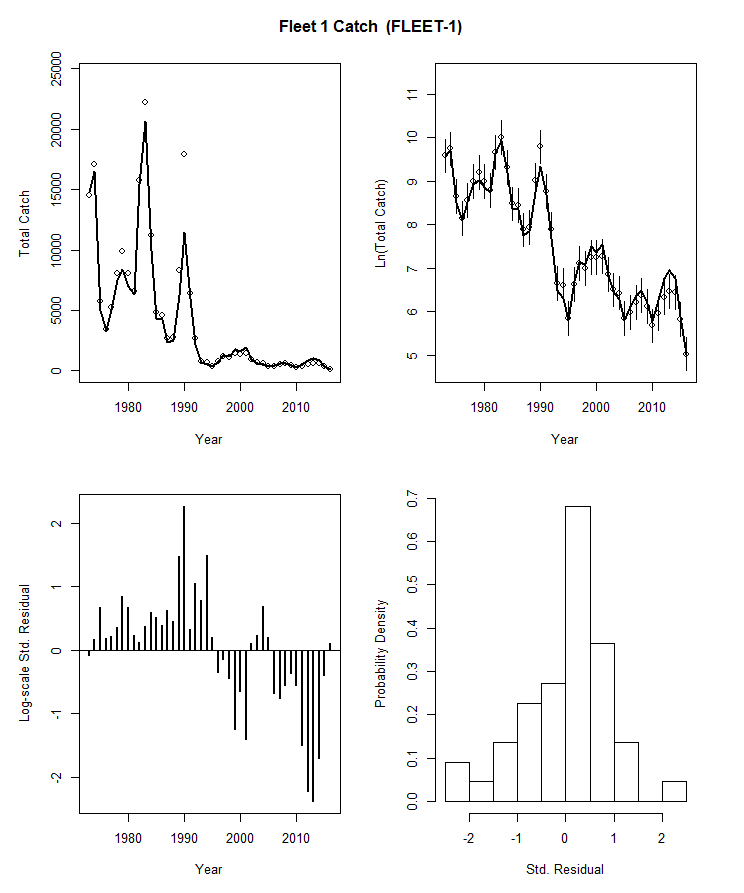 Fleet 1 Catch (FLEET-1)
Total Catch
0 5000 10000 15000 20000 25000
1980 1990 2000 2010
Year
Ln(Total Catch)
5 6 7 8 9 10 11
1980 1990 2000 2010
Year
Log-scale Std. Residual
-2 -1 0 1 2
1980 1990 2000 2010
Year
Probability Density
0.0 0.1 0.2 0.3 0.4 0.5 0.6 0.7
-2 -1 0 1 2
Std. Residual